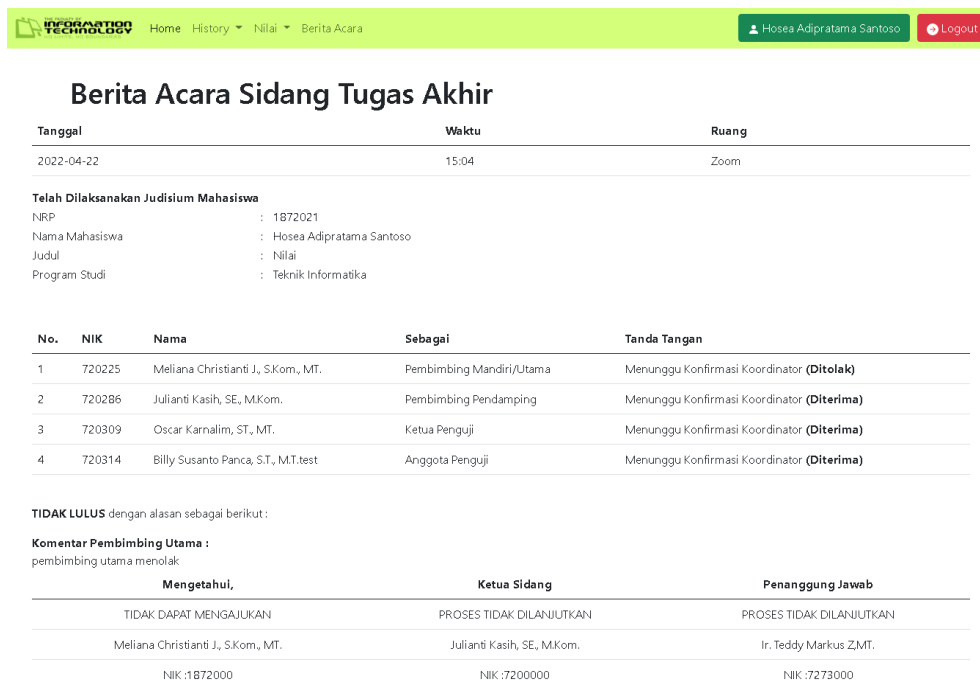 THE FACULTY OF
INFORMATION
TECHNOLOGY
Home History Nilai Berita Acara Hosea Adipratama Santoso Logout
Berita Acara Sidang Tugas Akhir
Tanggal Waktu Ruang
2022-04-22 15:04 Zoom
Telah Dilaksanakan Judisium Mahasiswa
NRP : 1872021
Nama Mahasiswa : Hosea Adipratama Santoso
Judul : Nilai
Program Studi : Teknik Informatika
No. NIK Nama Sebagai Tanda Tangan
1 720225 Meliana Christianti J., S.Kom., MT. Pembimbing Mandiri/Utama Menunggu Konfirmasi Koordinator (Ditolak)
2 720286 Julianti Kasih, SE., M.Kom. Pembimbing Pendamping Menunggu Konfirmasi Koordinator (Diterima)
3 720309 Oscar Karnalim, ST., MT. Ketua Penguji Menunggu Konfirmasi Koordinator (Diterima)
4 720314 Billy Susanto Panca, S.T., M.T.test Anggota Penguji Menunggu Konfirmasi Koordinator (Diterima)
TIDAK LULUS dengan alasan sebagai berikut :
Komentar Pembimbing Utama :
pembimbing utama menolak
Mengetahui, Ketua Sidang Penanggung Jawab
TIDAK DAPAT MENGAJUKAN PROSES TIDAK DILANJUTKAN PROSES TIDAK DILANJUTKAN
Meliana Christianti J., S.Kom., MT. Julianti Kasih, SE., M.Kom. Ir. Teddy Markus Z,MT.
NIK :1872000 NIK :7200000 NIK :7273000